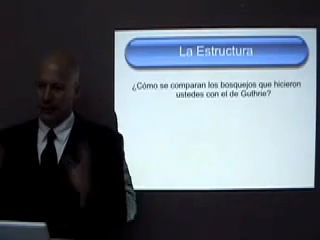 La Estructura
¿Cómo se comparan los bosquejos que hicieron
ustedes con el de Guthrie?